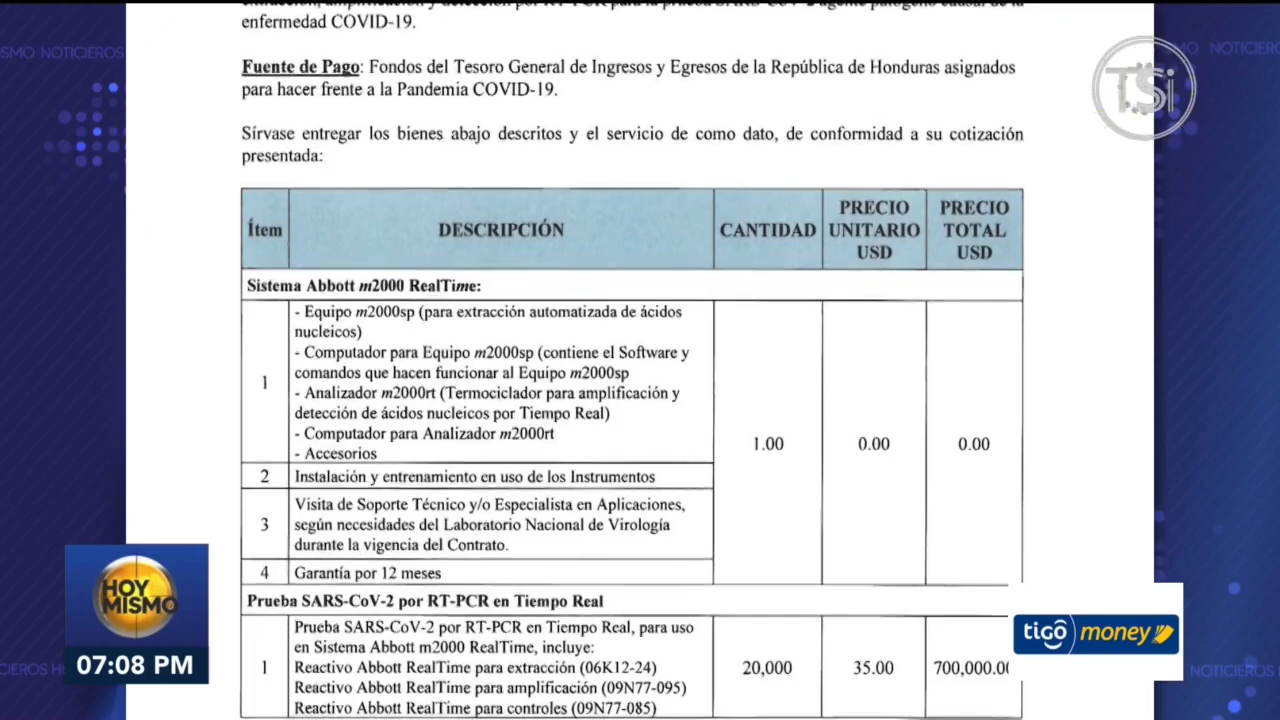 enfermedad COVID-19.
Fuente de Pago: Fondos del Tesoro General de Ingresos y Egresos de la República de Honduras asignados
para hacer frente a la Pandemia COVID-19.
Sírvase entregar los bienes abajo descritos y el servicio de como dato, de conformidad a su cotización
presentada:
Ítem DESCRIPCIÓN CANTIDAD PRECIO UNITARIO USD PRECIO TOTAL USD
Sistema Abbott m2000 RealTime:
1
- Equipo m2000sp (para extracción automatizada de ácidos
nucleicos)
- Computador para Equipo m2000sp (contiene el Software y
comandos que hacen funcionar al Equipo m2000sp
- Analizador m2000rt (Termociclador para amplificación y
detección de ácidos nucleicos por Tiempo Real)
- Computador para Analizador m2000rt
- Accesorios
1.00 0.00 0.00
2 Instalación y entrenamiento en uso de los Instrumentos
3
Visita de Soporte Técnico y/o Especialista en Aplicaciones,
según necesidades del Laboratorio Nacional de Virología
durante la vigencia del Contrato.
4 Garantía por 12 meses
Prueba SARS-CoV-2 por RT-PCR en Tiempo Real
1
Prueba SARS-CoV-2 por RT-PCR en Tiempo Real, para uso
en Sistema Abbott m2000 RealTime, incluye:
Reactivo Abbott RealTime para extracción (06K12-24)
Reactivo Abbott RealTime para amplificación (09N77-095)
Reactivo Abbott RealTime para controles (09N77-085)
20,000 35.00 700,000.00
TSi
HOY
MISMO
07:08 PM
tigo money
NOTICIEROS